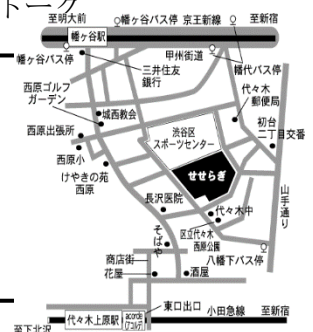 トーク
至明大前
幡ヶ谷バス停
京王新線
至新宿
幡ヶ谷駅
幡ヶ谷バス停
甲州街道
幡代バス停
三井住友
銀行
西原ゴルフ
ガーデン
代々木
郵便局
城西教会
渋谷区
スポーツセンター
初台
二丁目交番
西原出張所
西原小
せせらぎ
けやきの苑
西原
山手通り
長沢医院
代々木中
そばや
区立代々木
西原公園
商店街
八幡下バス停
花屋
酒屋
東口出口
代々木上原駅
acorde
(アコルデ)
小田急線
至新宿
至下北沢